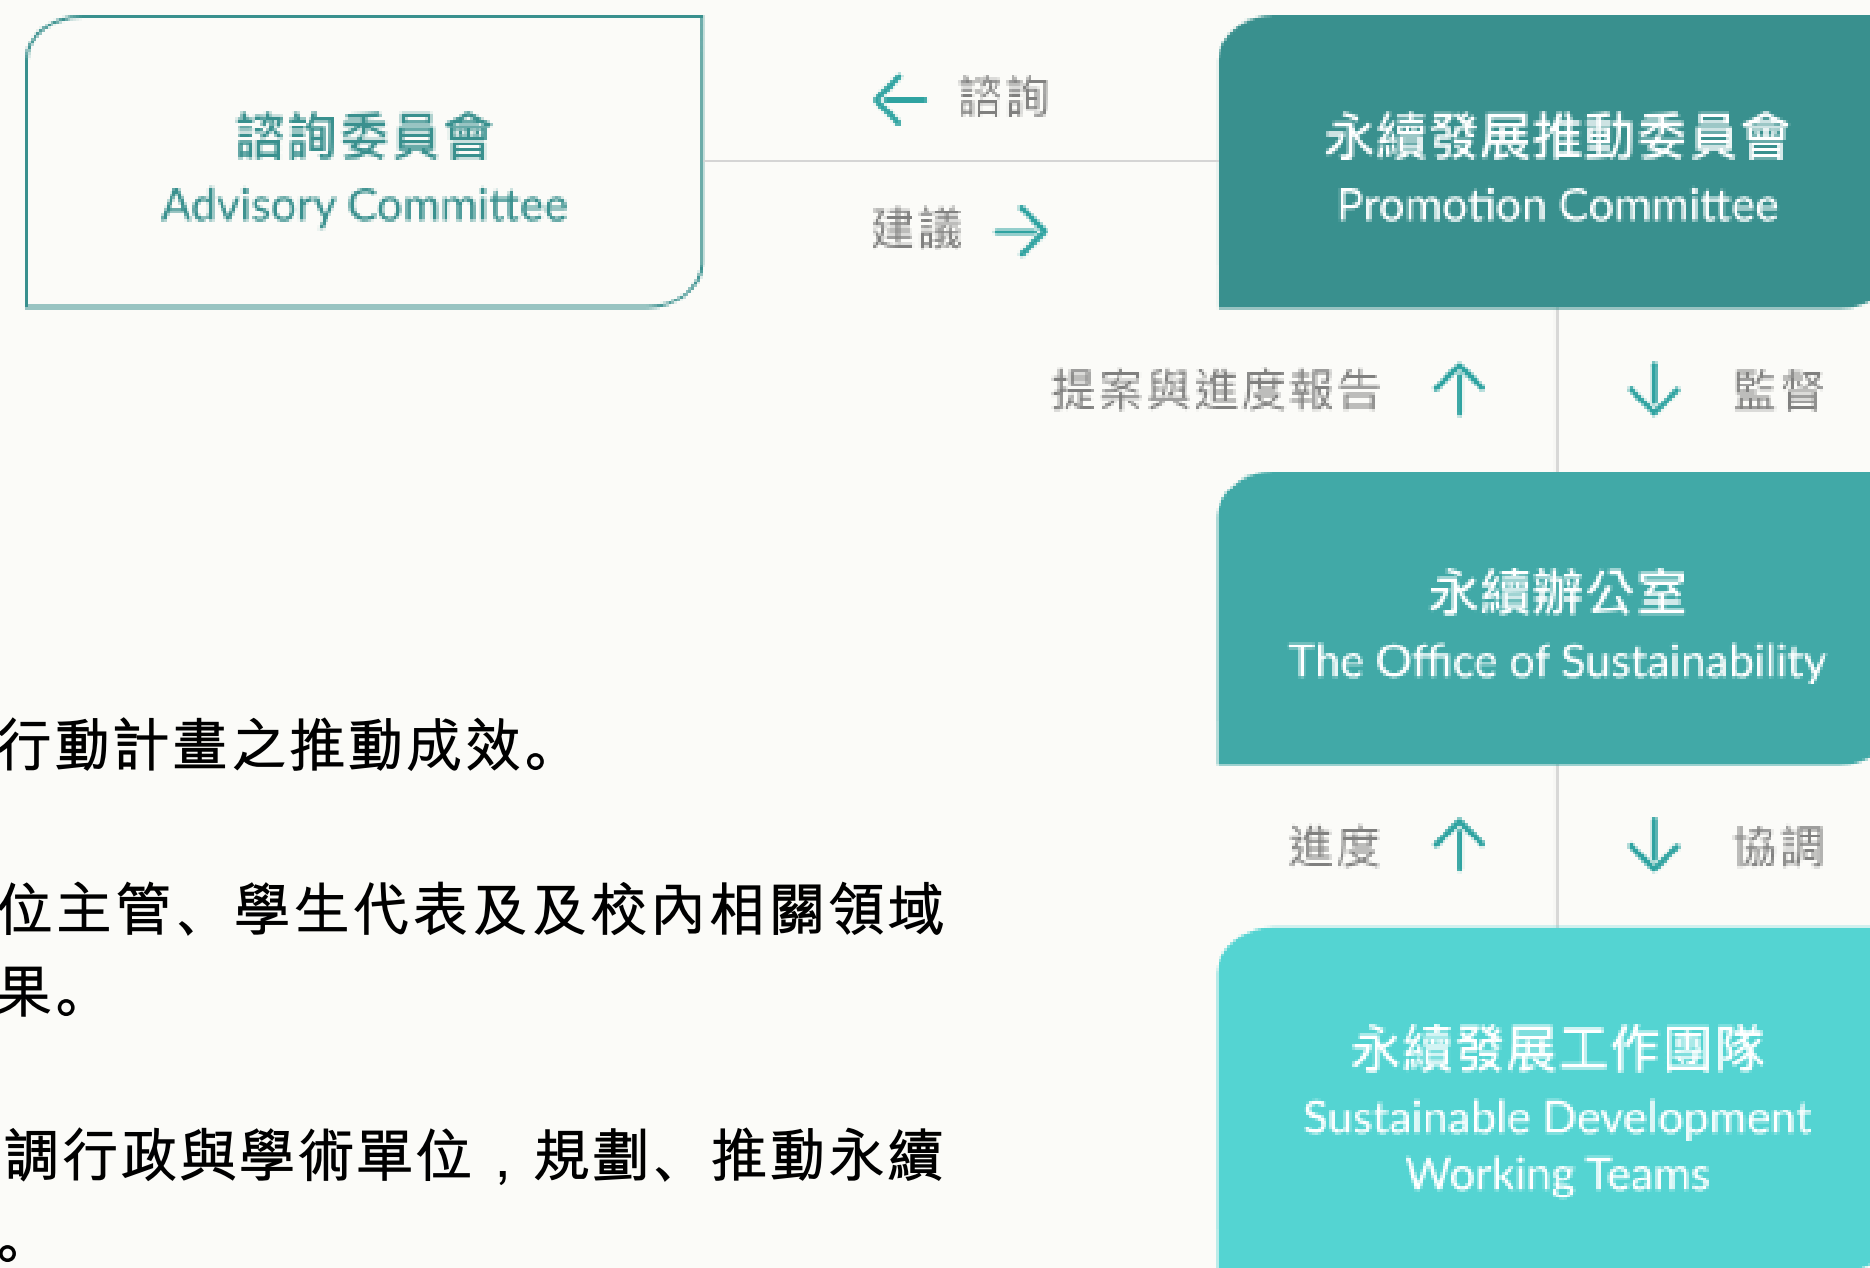 諮詢委員會
Advisory Committee
諮詢
建議
永續發展推動委員會
Promotion Committee
提案與進度報告
監督
永續辦公室
The Office of Sustainability
進度
協調
永續發展工作團隊
Sustainable Development
Working Teams
行動計畫之推動成效。
位主管、學生代表及及校內相關領域
果。
調行政與學術單位，規劃、推動永續
。